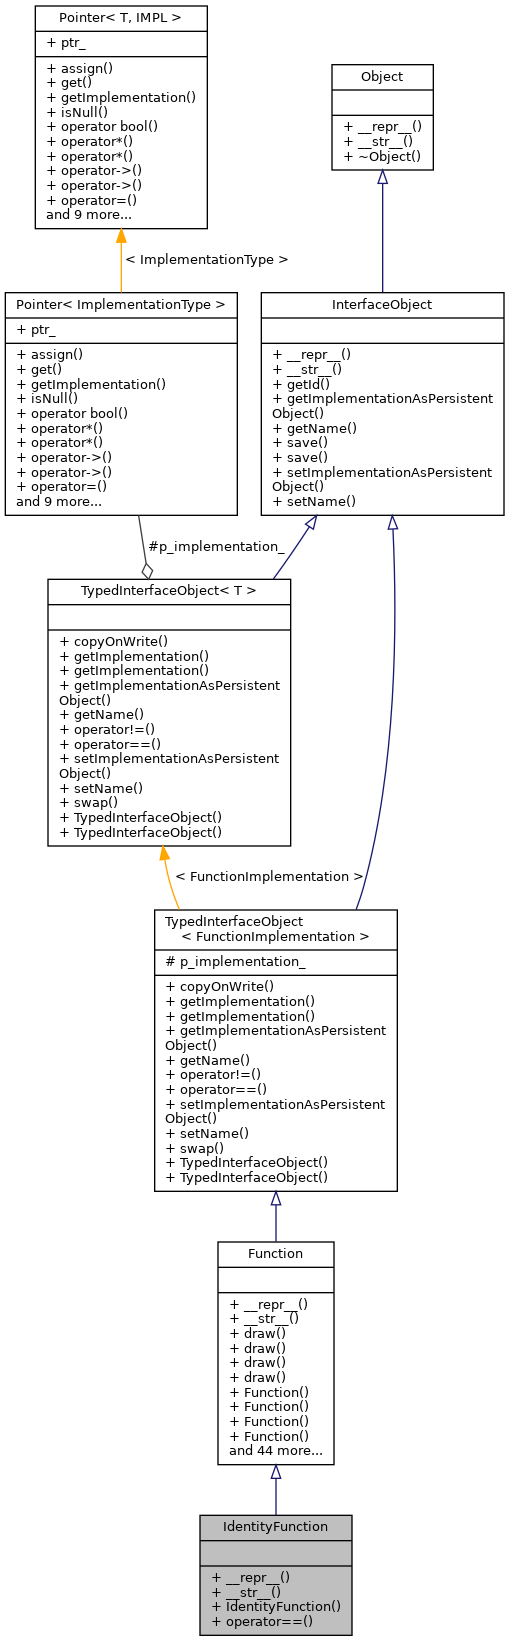 Pointer< T, IMPL >
+ ptr_
+ assign()
+ get()
+ getImplementation()
+ isNull()
+ operator bool()
+ operator*()
+ operator*()
+ operator->()
+ operator->()
+ operator=()
and 9 more...
Object
+ __repr__()
+ __str__()
+ ~Object()
< ImplementationType >
Pointer< ImplementationType >
+ ptr_
+ assign()
+ get()
+ getImplementation()
+ isNull()
+ operator bool()
+ operator*()
+ operator*()
+ operator->()
+ operator->()
+ operator=()
and 9 more...
InterfaceObject
+ __repr__()
+ __str__()
+ getId()
+ getImplementationAsPersistent
Object()
+ getName()
+ save()
+ save()
+ setImplementationAsPersistent
Object()
+ setName()
#p_implementation_
TypedInterfaceObject< T >
+ copyOnWrite()
+ getImplementation()
+ getImplementation()
+ getImplementationAsPersistent
Object()
+ getName()
+ operator!=()
+ operator==()
+ setImplementationAsPersistent
Object()
+ setName()
+ swap()
+ TypedInterfaceObject()
+ TypedInterfaceObject()
< FunctionImplementation >
TypedInterfaceObject
< FunctionImplementation >
# p_implementation_
+ copyOnWrite()
+ getImplementation()
+ getImplementation()
+ getImplementationAsPersistent
Object()
+ getName()
+ operator!=()
+ operator==()
+ setImplementationAsPersistent
Object()
+ setName()
+ swap()
+ TypedInterfaceObject()
+ TypedInterfaceObject()
Function
+ __repr__()
+ __str__()
+ draw()
+ draw()
+ draw()
+ draw()
+ Function()
+ Function()
+ Function()
+ Function()
and 44 more...
IdentityFunction
+ __repr__()
+ __str__()
+ IdentityFunction()
+ operator==()